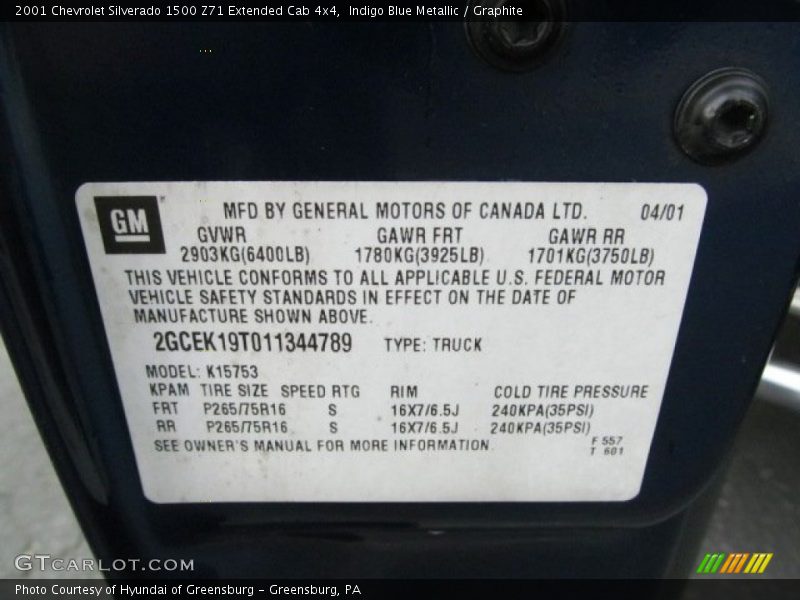 2001 Chevrolet Silverado 1500 Z71 Extended Cab 4x4, Indigo Blue Metallic / Graphite
GM MFD BY GENERAL MOTORS OF CANADA LTD. 04/01
GVWR GAWR FRT GAWR RR
2903KG(6400LB) 1780KG(3925LB) 1701KG(3750LB)
THIS VEHICLE CONFORMS TO ALL APPLICABLE U.S. FEDERAL MOTOR
VEHICLE SAFETY STANDARDS IN EFFECT ON THE DATE OF
MANUFACTURE SHOWN ABOVE.
2GCEK19T011344789 TYPE: TRUCK
MODEL: K15753
KPAM TIRE SIZE SPEED RTG RIM COLD TIRE PRESSURE
FRT P265/75R16 S 16X7/6.5J 240KPA(35PSI)
RR P265/75R16 S 16X7/6.5J 240KPA(35PSI)
SEE OWNER'S MANUAL FOR MORE INFORMATION
F 557
T 601
GTCARLOT.COM
Photo Courtesy of Hyundai of Greensburg – Greensburg, PA